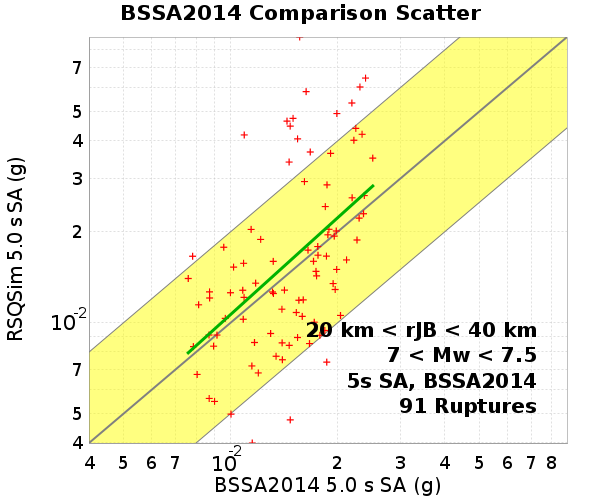 BSSA2014 Comparison Scatter
RSQSim 5.0 s SA (g)
7
5
4
3
2
10-2
7
5
4
20 km < rJB < 40 km
7 < Mw < 7.5
5s SA, BSSA2014
91 Ruptures
4 5 6 7 10-2 2 3 4 5 6 7 8
BSSA2014 5.0 s SA (g)